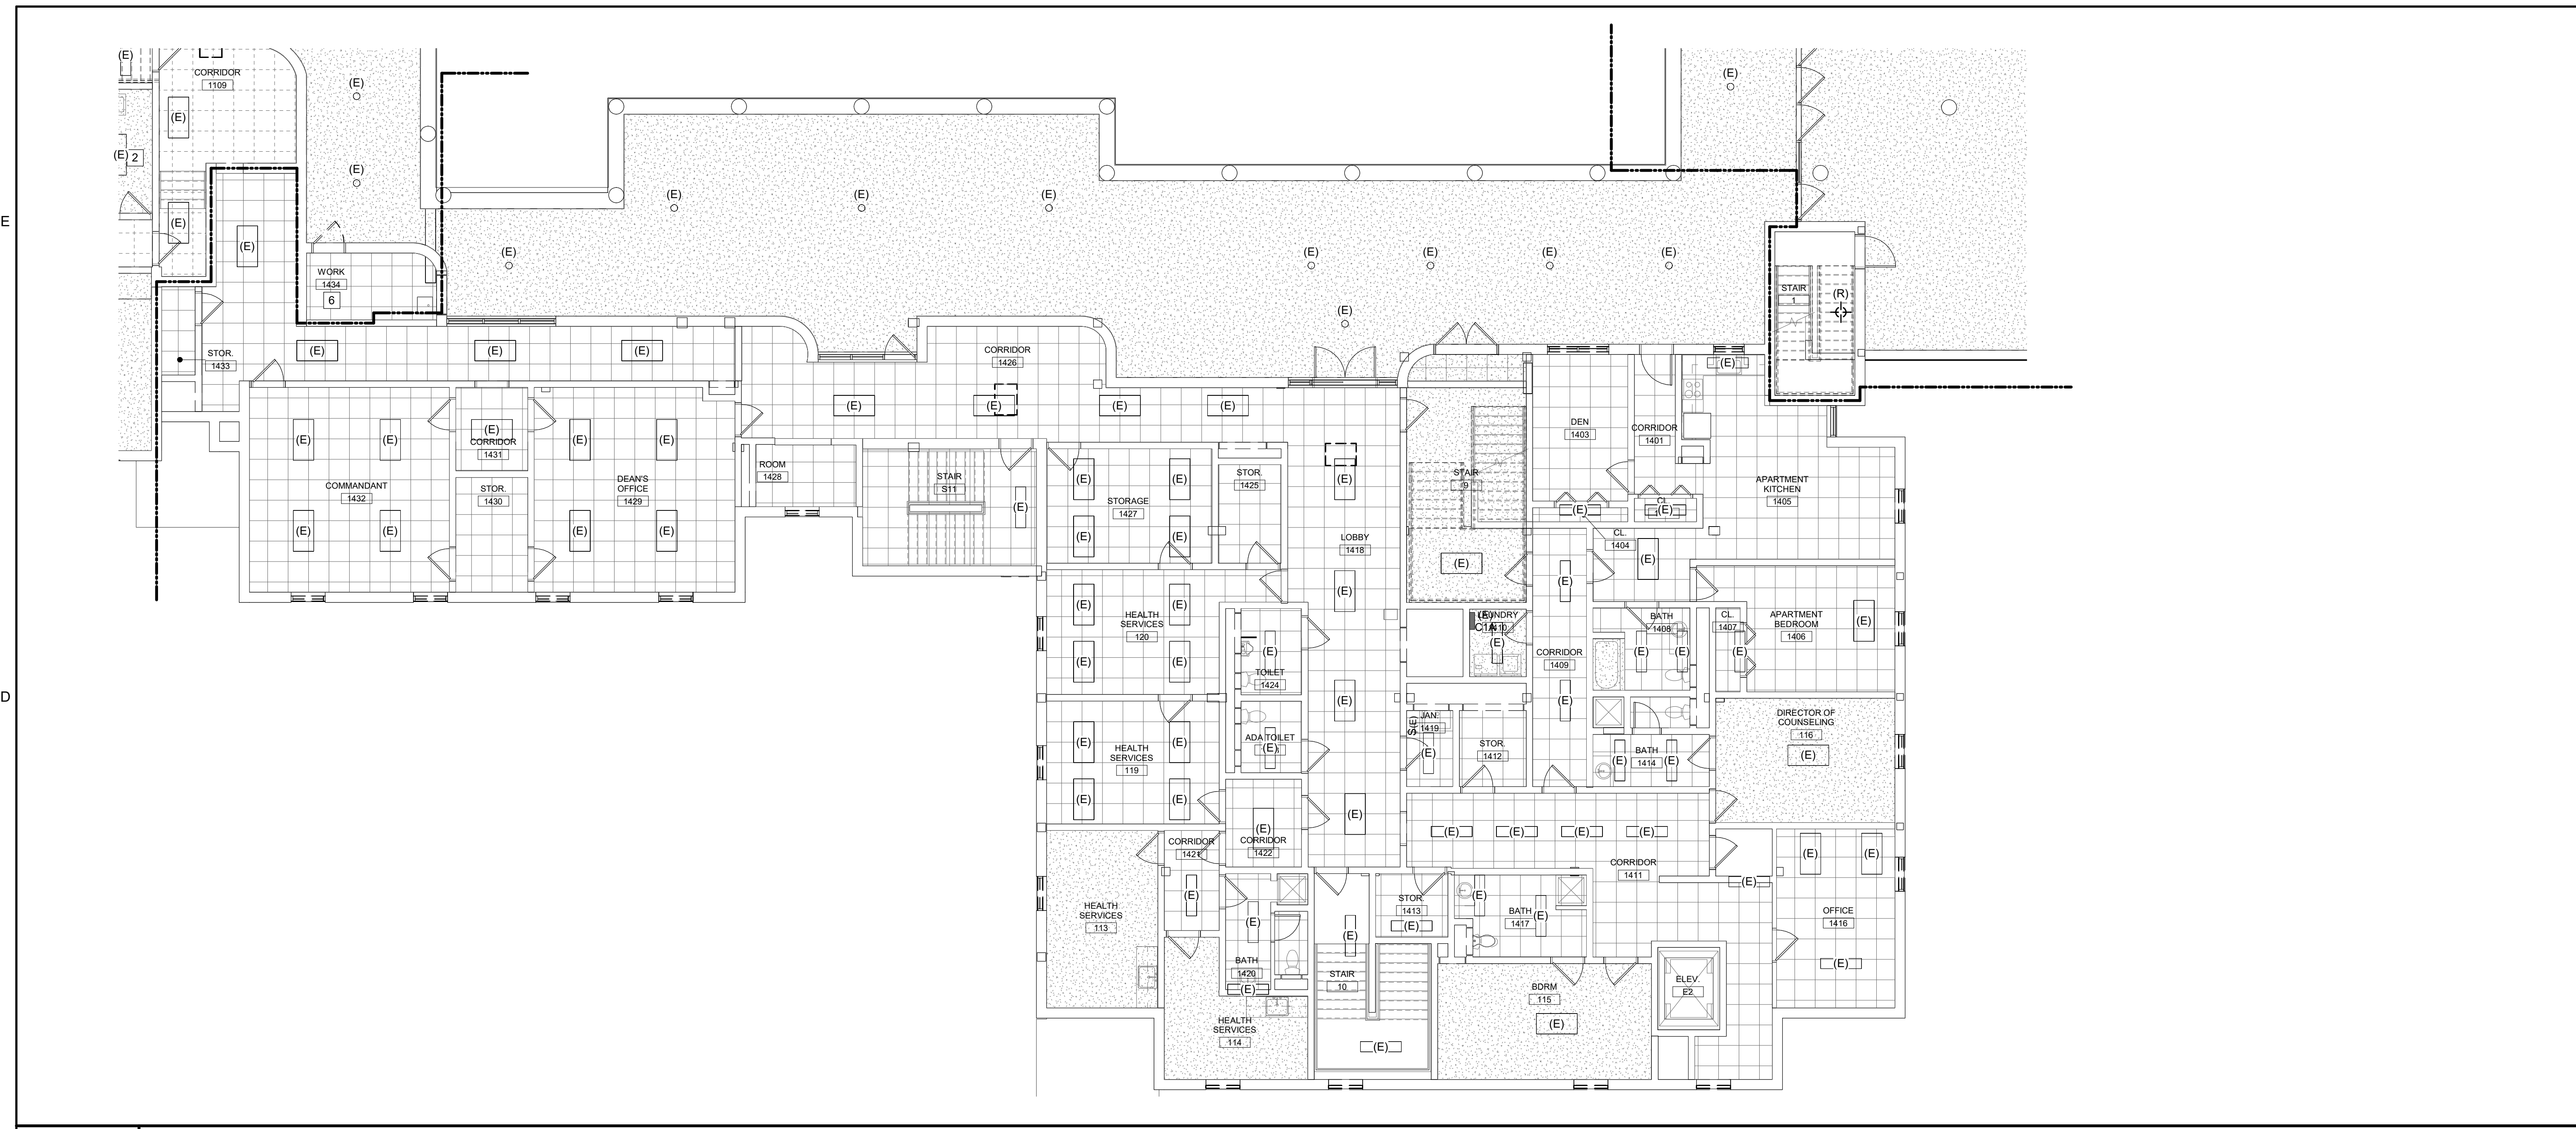 (E)
CORRIDOR
1109
(E)
(E)
(E)
(E)
(E) 2
(E)
(E)
(E)
(E)
(E)
(E)
E
(E)
(E)
(E)
(E)
(E)
(E)
(E)
WORK
1434
6
STAIR
1
(R)
(E)
STOR.
1433
(E)
(E)
(E)
CORRIDOR
1426
(E)
(E)
(E)
(E)
(E)
DEN
1403
CORRIDOR
1401
(E)
(E)
(E)
CORRIDOR
1431
(E)
(E)
COMMANDANT
1432
STOR.
1430
DEAN'S
OFFICE
1429
(E)
(E)
(E)
(E)
ROOM
1428
STAIR
S11
(E)
(E)
(E)
STORAGE
1427
(E)
(E)
STOR.
1425
(E)
LOBBY
1418
STAIR
9
(E)
APARTMENT
KITCHEN
1405
(E)
CL.
(E)
CL.
1404
(E)
(E)
(E)
(E)
(E)
HEALTH
SERVICES
120
(E)
(E)
(E)
TOILET
1424
LAUNDRY
(E)
(E)
CORRIDOR
1409
(E)
BATH
1408
(E)
(E)
CL.
1407
(E)
APARTMENT
BEDROOM
1406
(E)
(E)
(E)
(E)
HEALTH
SERVICES
119
(E)
(E)
ADA TOILET
(E)
S(E)
JAN.
1419
(E)
STOR.
1412
(E)
BATH
1414
(E)
DIRECTOR OF
COUNSELING
116
(E)
D
(E)
CORRIDOR
1422
(E)
CORRIDOR
1421
(E)
(E)
(E)
(E)
(E)
CORRIDOR
1411
(E)
(E)
(E)
OFFICE
1416
(E)
HEALTH
SERVICES
113
(E)
(E)
BATH
1420
(E)
(E)
STAIR
10
(E)
STOR.
1413
(E)
(E)
BATH
1417
(E)
HEALTH
SERVICES
114
BDRM
115
(E)
ELEV.
E2